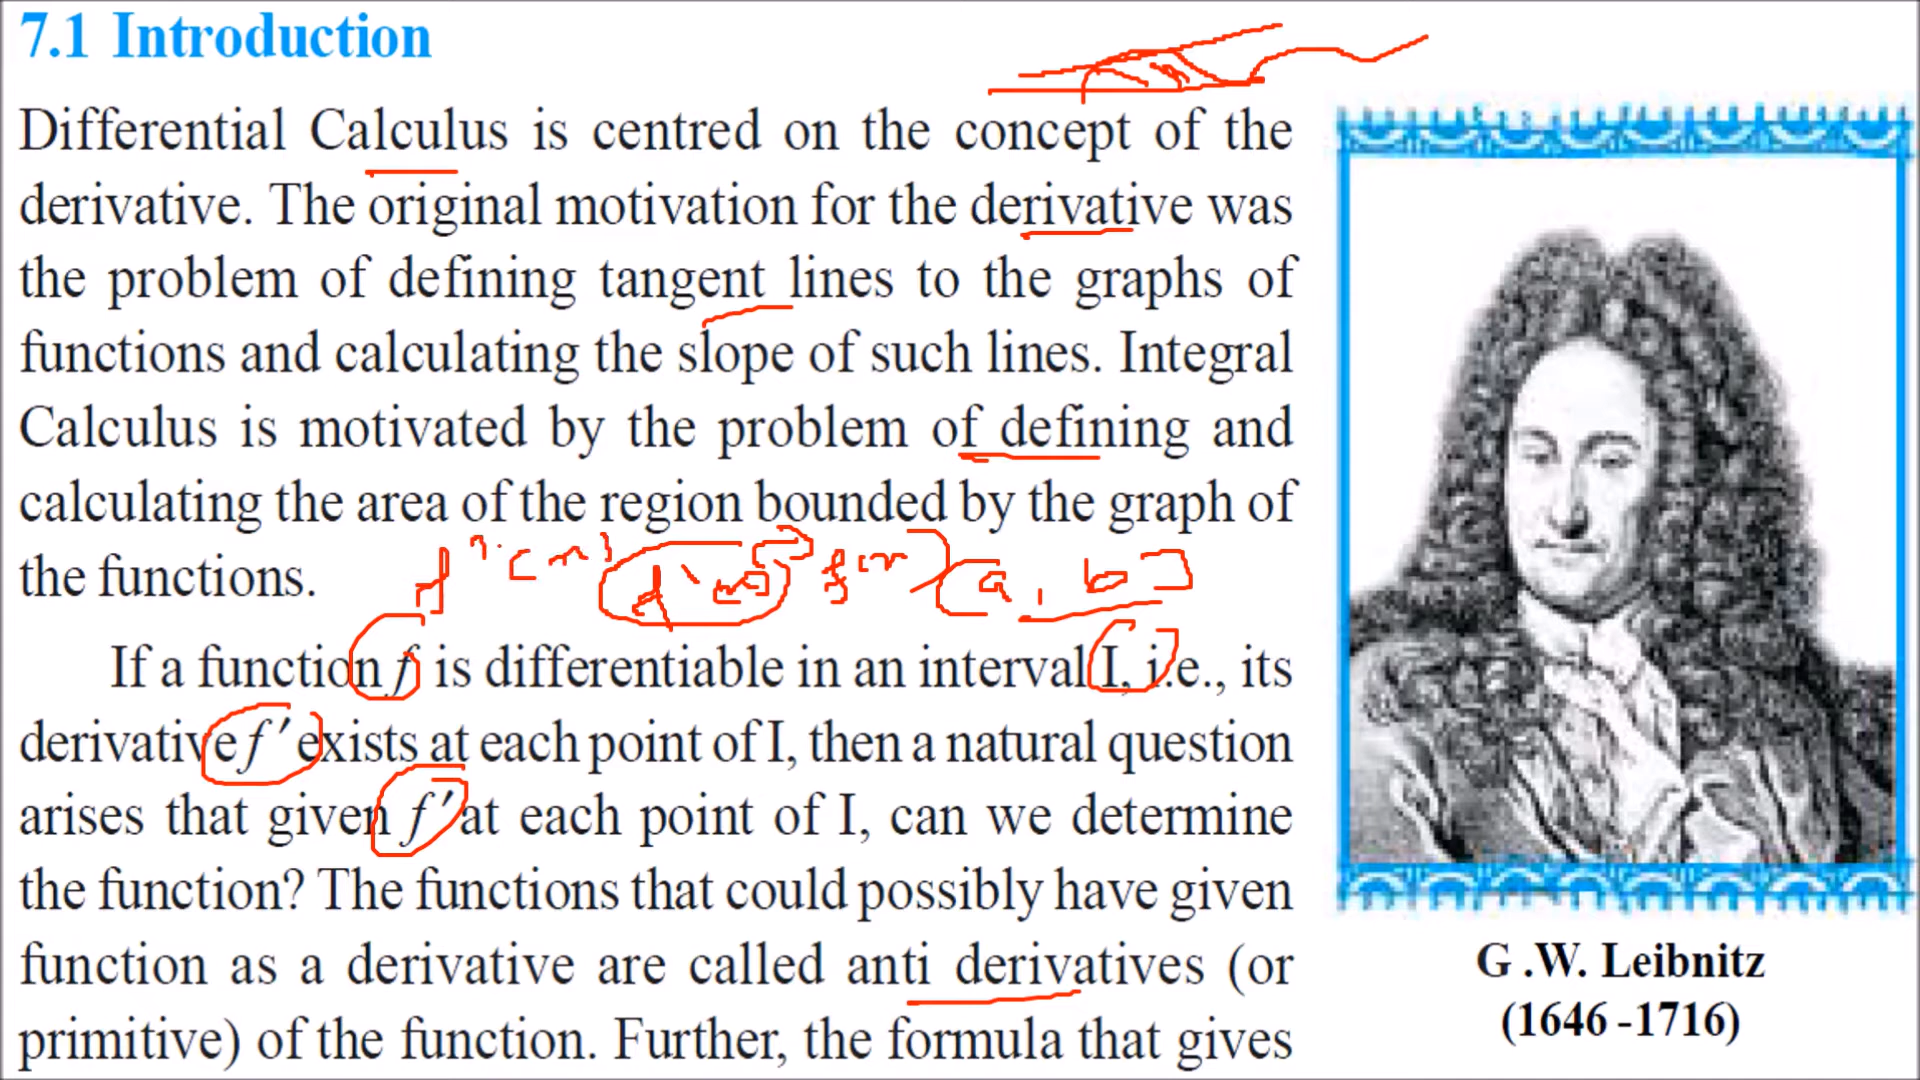 7.1 Introduction
Differential Calculus is centred on the concept of the
derivative. The original motivation for the derivative was
the problem of defining tangent lines to the graphs of
functions and calculating the slope of such lines. Integral
Calculus is motivated by the problem of defining and
calculating the area of the region bounded by the graph of
the functions.
a, b]
If a function f is differentiable in an interval I, i.e., its
derivative f′ exists at each point of I, then a natural question
arises that given f′ at each point of I, can we determine
the function? The functions that could possibly have given
function as a derivative are called anti derivatives (or
primitive) of the function. Further, the formula that gives
G .W. Leibnitz
(1646 -1716)